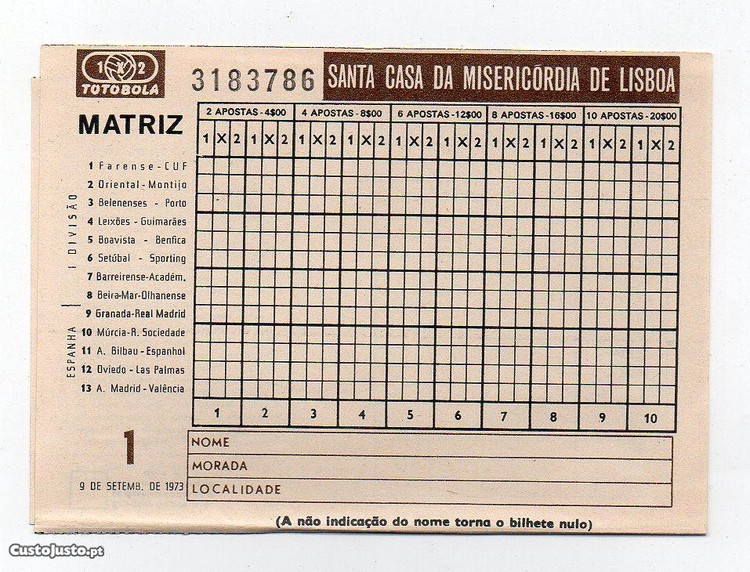 1 X 2
TOTOBOLA
3183786 SANTA CASA DA MISERICÓRDIA DE LISBOA
MATRIZ
2 APOSTAS-4$00 4 APOSTAS-8$00 6 APOSTAS-12$00 8 APOSTAS-16$00 10 APOSTAS-20$00
1 X 2 1 X 2 1 X 2 1 X 2 1 X 2 1 X 2 1 X 2 1 X 2 1 X 2 1 X 2
I DIVISÃO
1 Farense-CUF
2 Oriental-Montijo
3 Belenenses - Porto
4 Leixões - Guimarães
5 Boavista - Benfica
6 Setúbal - Sporting
7 Barreirense-Académ.
8 Beira-Mar-Olhanense
ESPANHA
9 Granada-Real Madrid
10 Múrcia-R. Sociedade
11 A. Bilbau-Espanhol
12 Oviedo-Las Palmas
13 A. Madrid-Valência
1 2 3 4 5 6 7 8 9 10
1
9 DE SETEMB. DE 1973
NOME
MORADA
LOCALIDADE
(A não indicação do nome torna o bilhete nulo)
CustoJusto.pt